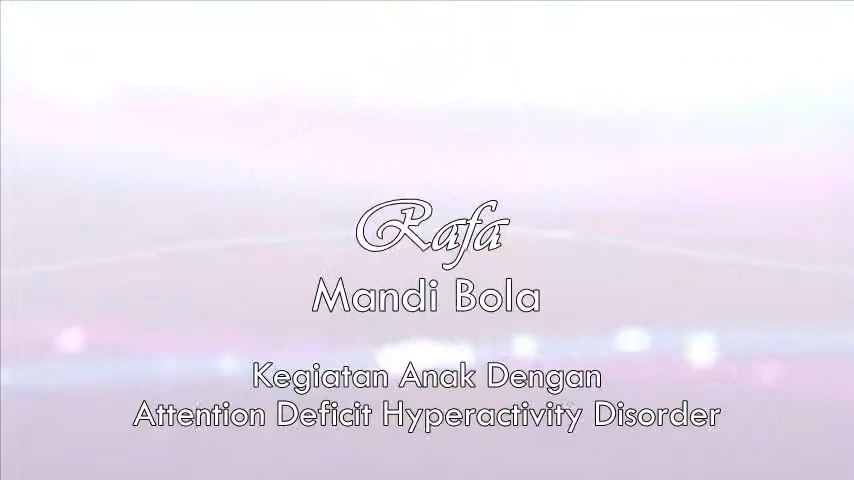 Rafa
Mandi Bola
Kegiatan Anak Dengan
Attention Deficit Hyperactivity Disorder